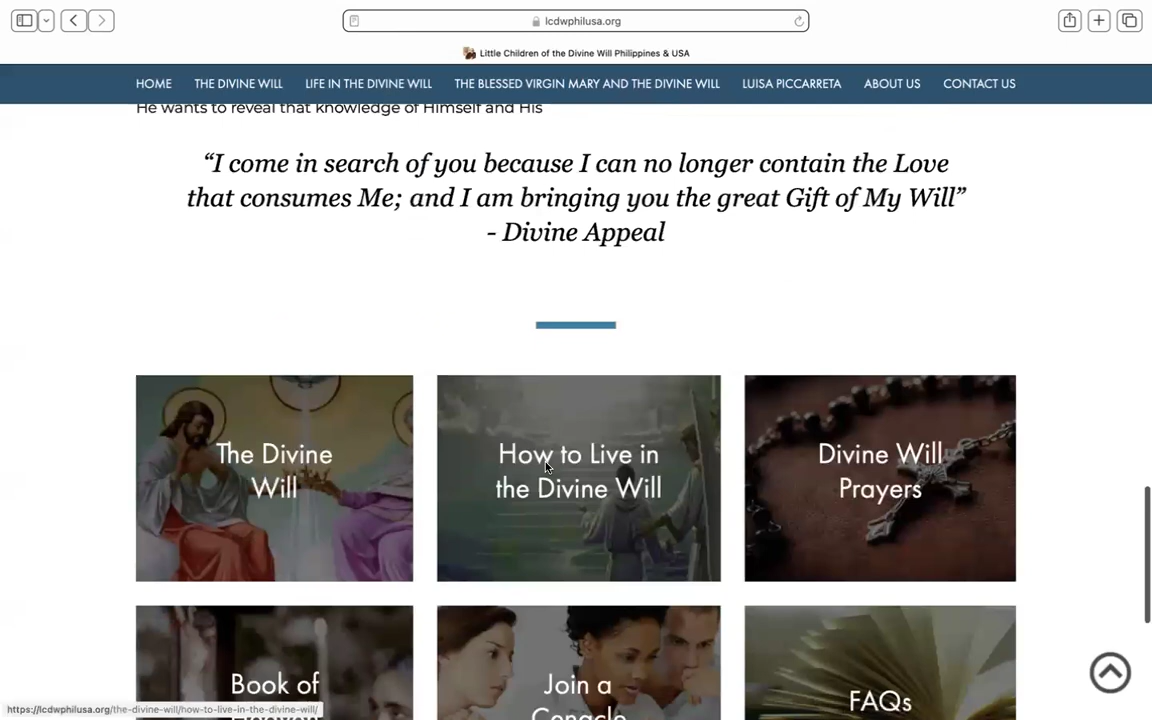 lcdwphilusa.org
Little Children of the Divine Will Philippines & USA
HOME THE DIVINE WILL LIFE IN THE DIVINE WILL THE BLESSED VIRGIN MARY AND THE DIVINE WILL LUISA PICCARRETA ABOUT US CONTACT US
He wants to reveal that knowledge of Himself and His
“I come in search of you because I can no longer contain the Love
that consumes Me; and I am bringing you the great Gift of My Will”
- Divine Appeal
The Divine
Will
How to Live in
the Divine Will
Divine Will
Prayers
Book of
Heaven
Join a
Cenacle
FAQs
https://lcdwphilusa.org/the-divine-will/how-to-live-in-the-divine-will/